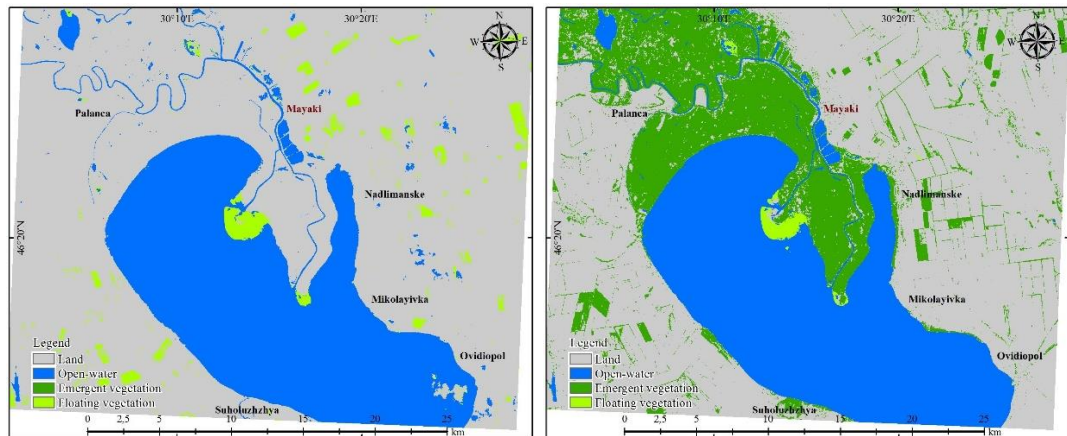 30°10'E
30°20'E
N
W
E
S
Palanca
Mayaki
Nadlimanske
46°20'N
Mikolayivka
Ovidiopol
Legend
Land
Open-water
Emergent vegetation
Floating vegetation
Suholuzhzhya
0 2,5 5 10 15 20 25
km
30°10'E
30°20'E
N
W
E
S
Palanca
Mayaki
Nadlimanske
46°20'N
Mikolayivka
Ovidiopol
Legend
Land
Open-water
Emergent vegetation
Floating vegetation
Suholuzhzhya
0 2,5 5 10 15 20 25
km